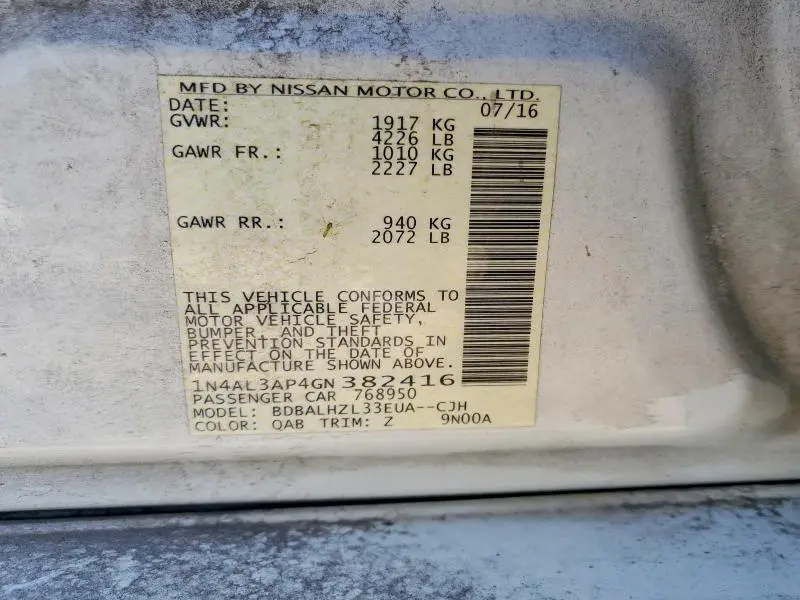 MFD BY NISSAN MOTOR CO., LTD.
DATE: 07/16
GVWR: 1917 KG
4226 LB
GAWR FR.: 1010 KG
2227 LB
GAWR RR.: 940 KG
2072 LB
THIS VEHICLE CONFORMS TO
ALL APPLICABLE FEDERAL
MOTOR VEHICLE SAFETY,
BUMPER, AND THEFT
PREVENTION STANDARDS IN
EFFECT ON THE DATE OF
MANUFACTURE SHOWN ABOVE.
1N4AL3AP4GN382416
PASSENGER CAR 768950
MODEL: BDBALHZL33EUA--CJH
COLOR: QAB TRIM: Z 9N00A